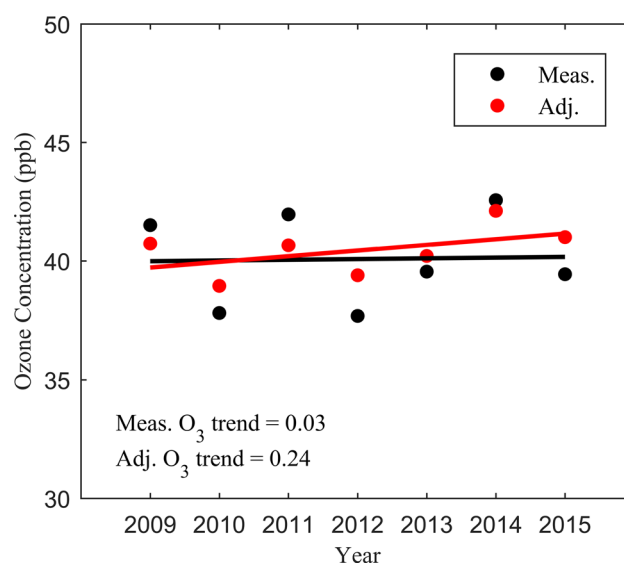 50
45
40
35
30
Ozone Concentration (ppb)
Meas.
Adj.
Meas. O3 trend = 0.03
Adj. O3 trend = 0.24
2009 2010 2011 2012 2013 2014 2015
Year